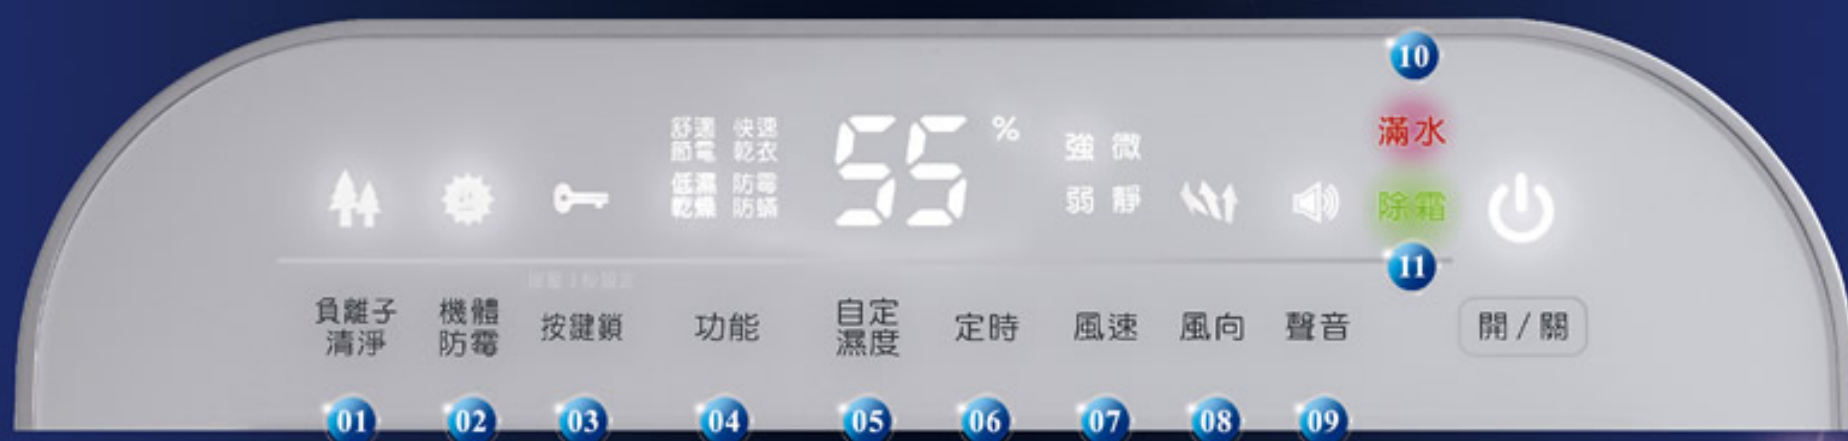 10
滿水
除霜
11
舒適 快速
節電 乾衣
低濕 防霉
乾燥 防蟎
55 %
強 微
弱 靜
負離子
清淨
機體
防霉
按鍵鎖
功能
自定
濕度
定時
風速
風向
聲音
開 / 關
01
02
03
04
05
06
07
08
09